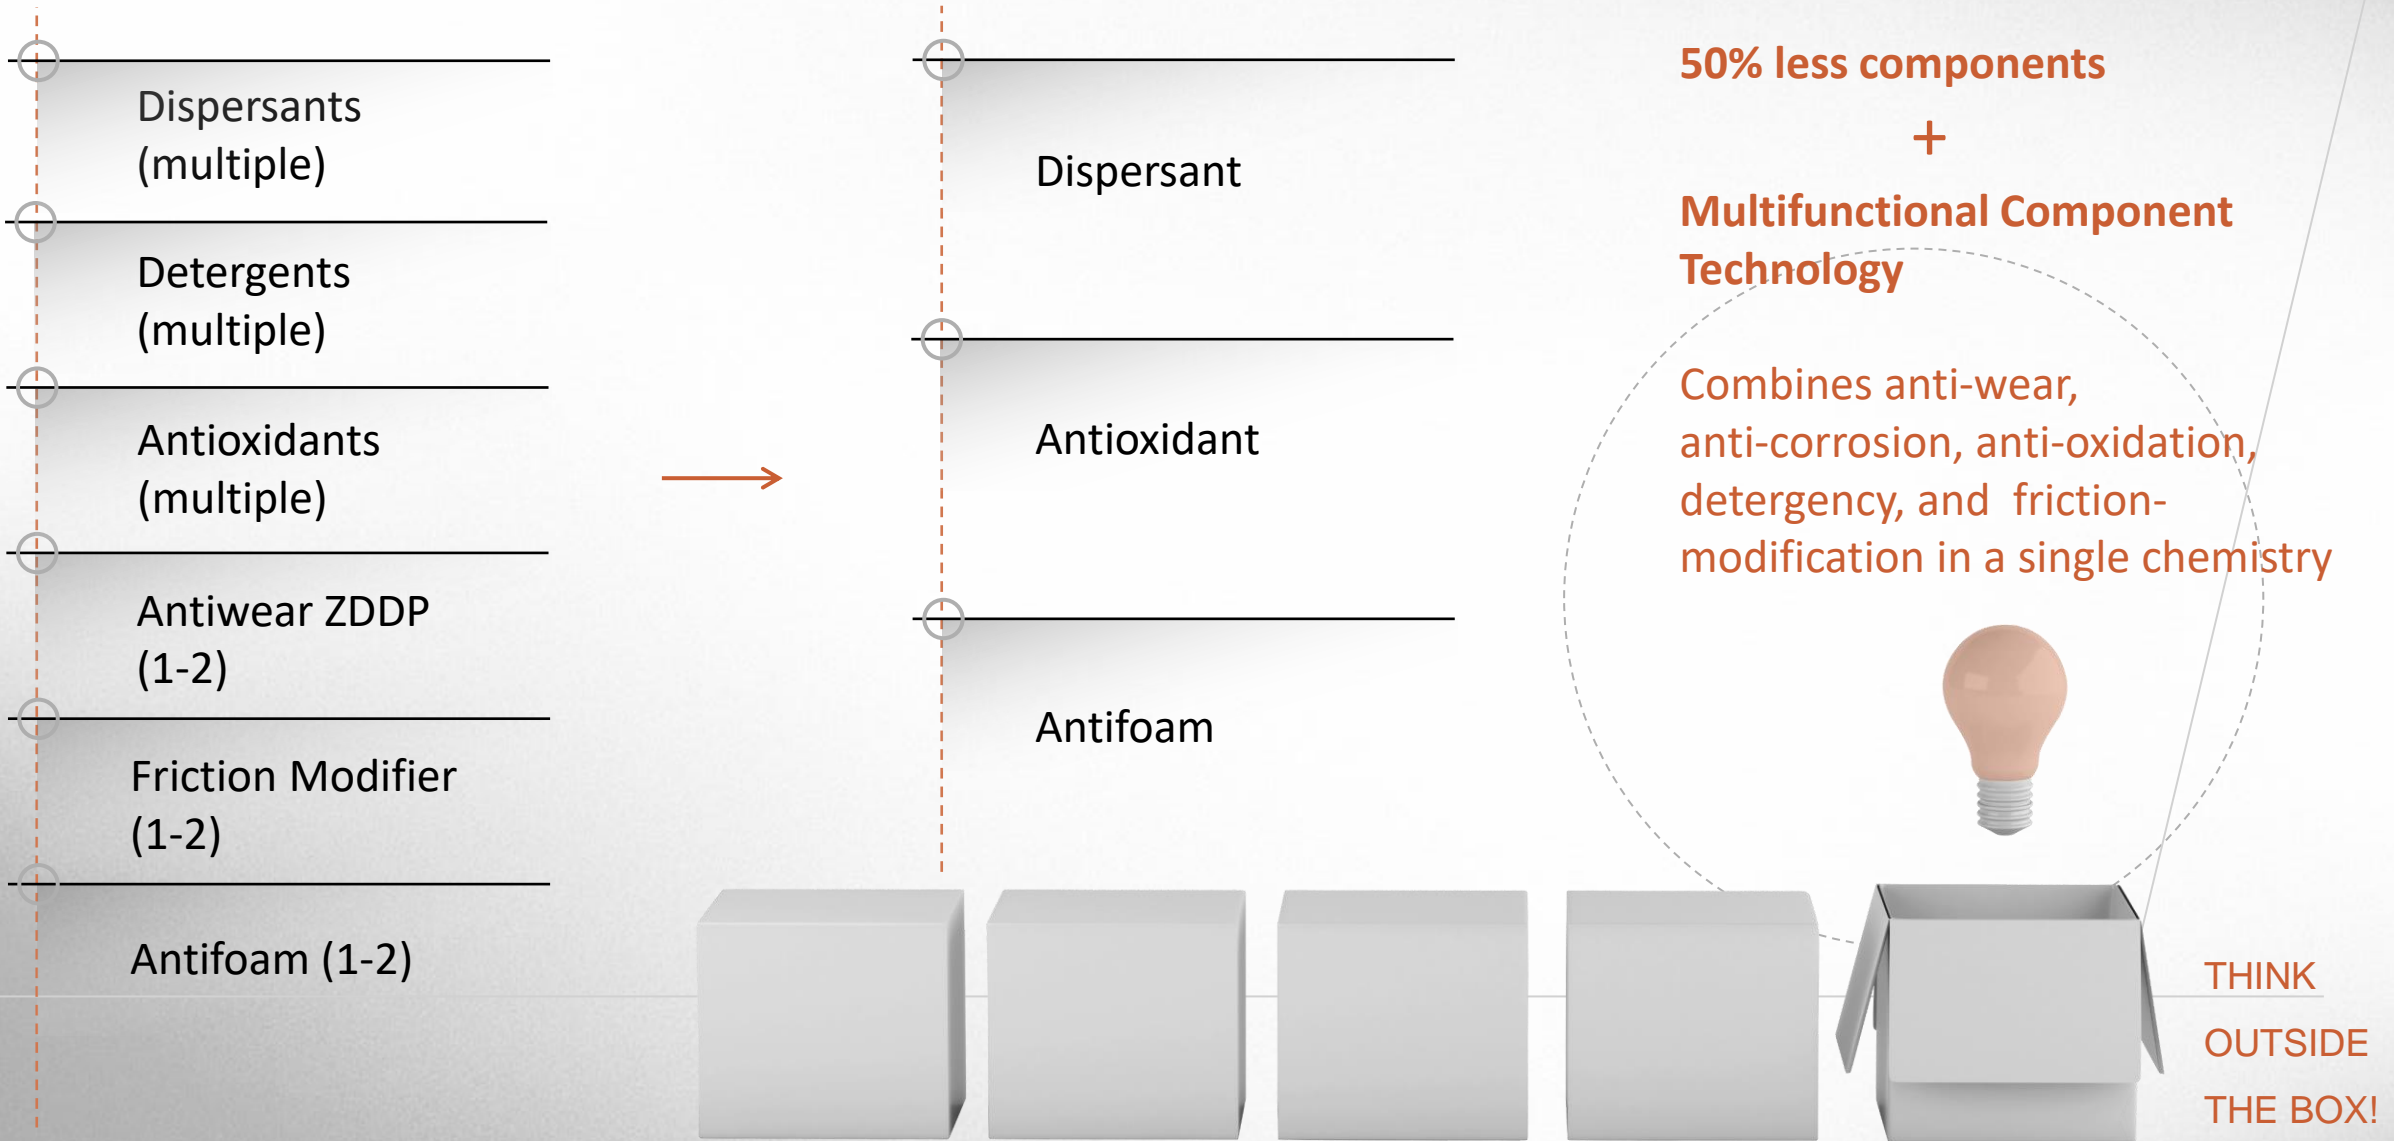 Dispersants
(multiple)
Detergents
(multiple)
Antioxidants
(multiple)
Antiwear ZDDP
(1-2)
Friction Modifier
(1-2)
Antifoam (1-2)
Dispersant
Antioxidant
Antifoam
50% less components
+
Multifunctional Component
Technology
Combines anti-wear,
anti-corrosion, anti-oxidation,
detergency, and  friction-
modification in a single chemistry
THINK
OUTSIDE
THE BOX!